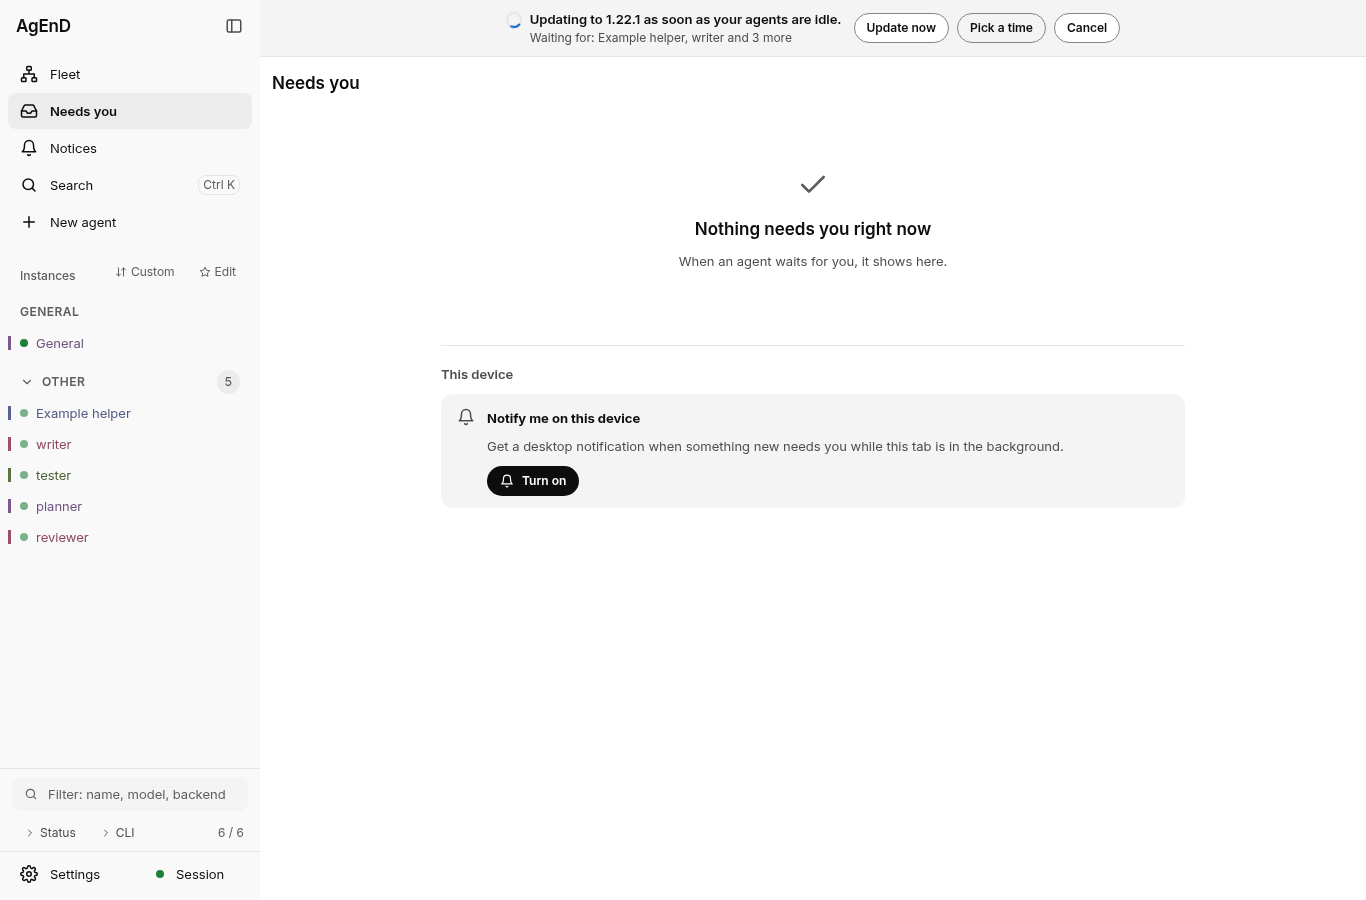 AgEnD
Fleet
Needs you
Notices
Search
Ctrl K
New agent
Instances
Custom
Edit
GENERAL
General
OTHER
5
Example helper
writer
tester
planner
reviewer
Filter: name, model, backend
Status
CLI
6 / 6
Settings
Session
Updating to 1.22.1 as soon as your agents are idle.
Waiting for: Example helper, writer and 3 more
Update now
Pick a time
Cancel
Needs you
Nothing needs you right now
When an agent waits for you, it shows here.
This device
Notify me on this device
Get a desktop notification when something new needs you while this tab is in the background.
Turn on